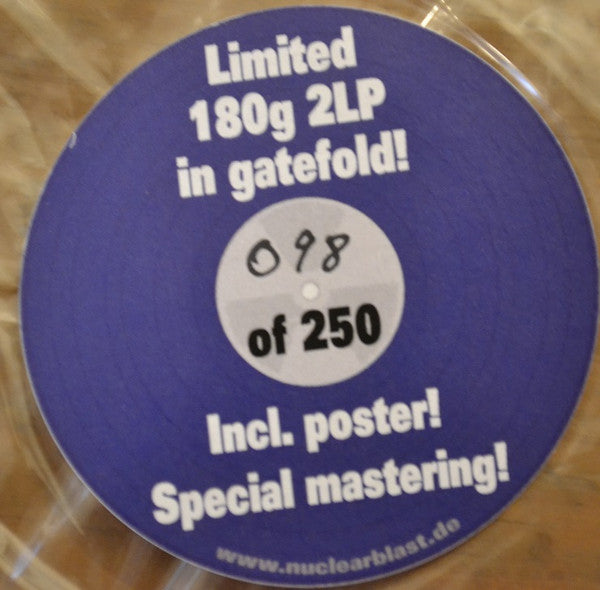 Limited
180g 2LP
in gatefold!
098
of 250
Incl. poster!
Special mastering!
www.nuclearblast.de